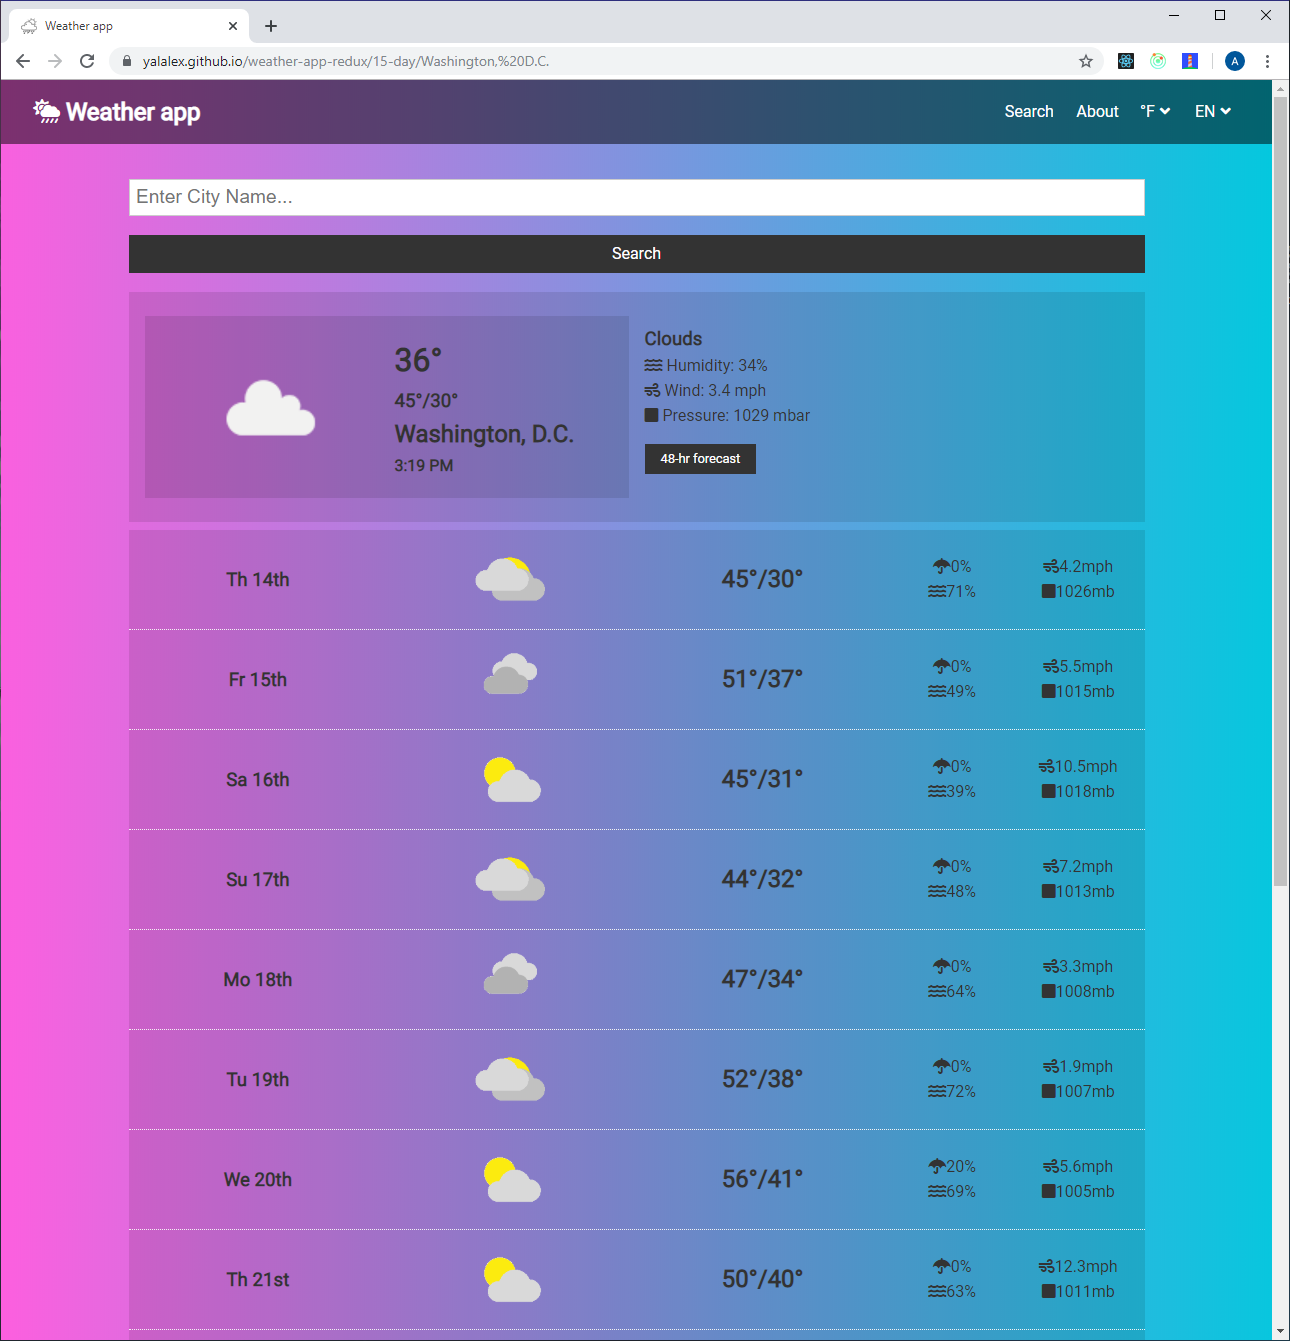 Weather app
yalalex.github.io/weather-app-redux/15-day/Washington,%20D.C.
A
Weather app
Search About °F EN
Enter City Name...
Search
36°
45°/30°
Washington, D.C.
3:19 PM
Clouds
Humidity: 34%
Wind: 3.4 mph
Pressure: 1029 mbar
48-hr forecast
Th 14th 45°/30° 0% 4.2mph
71% 1026mb
Fr 15th 51°/37° 0% 5.5mph
49% 1015mb
Sa 16th 45°/31° 0% 10.5mph
39% 1018mb
Su 17th 44°/32° 0% 7.2mph
48% 1013mb
Mo 18th 47°/34° 0% 3.3mph
64% 1008mb
Tu 19th 52°/38° 0% 1.9mph
72% 1007mb
We 20th 56°/41° 20% 5.6mph
69% 1005mb
Th 21st 50°/40° 0% 12.3mph
63% 1011mb